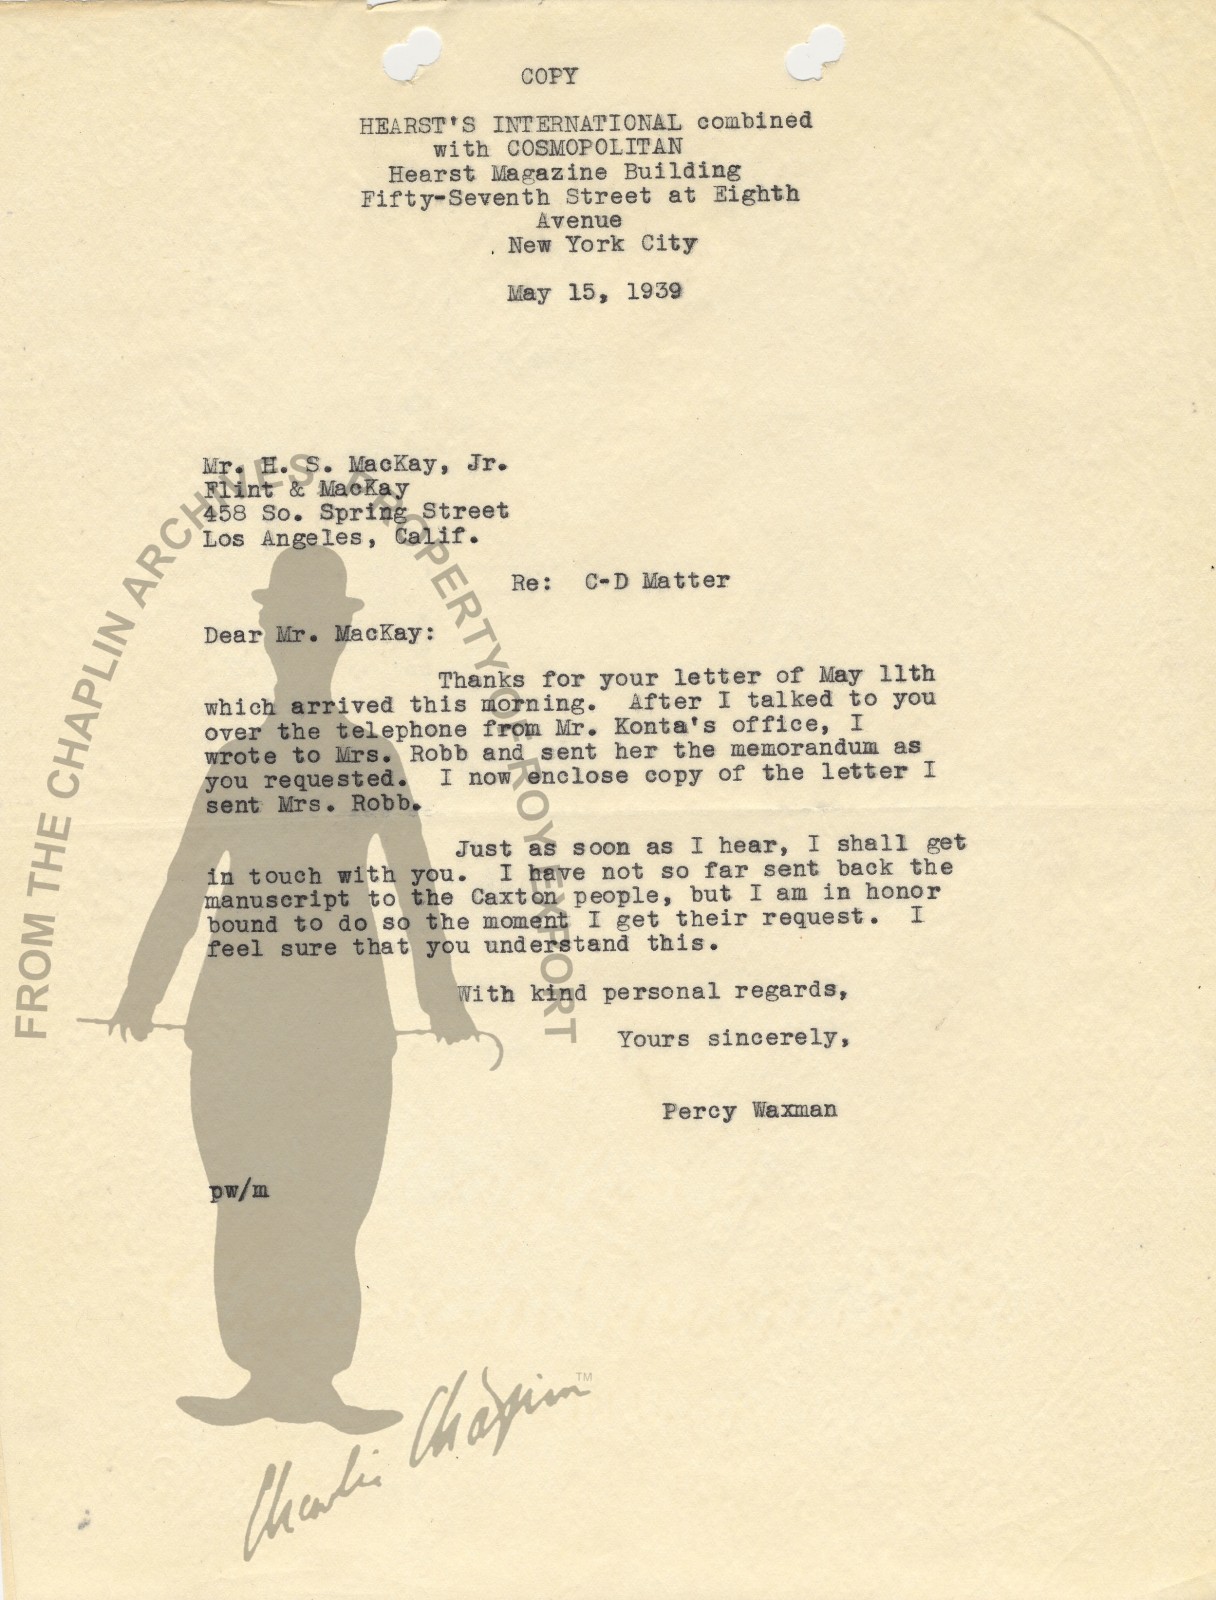 COPY
HEARST'S INTERNATIONAL combined
with COSMOPOLITAN
Hearst Magazine Building
Fifty-Seventh Street at Eighth
Avenue
New York City
May 15, 1939
Mr. H. S. MacKay, Jr.
Flint & MacKay
458 So. Spring Street
Los Angeles, Calif.
Re: C-D Matter
Dear Mr. MacKay:
Thanks for your letter of May 11th
which arrived this morning. After I talked to you
over the telephone from Mr. Konta's office, I
wrote to Mrs. Robb and sent her the memorandum as
you requested. I now enclose copy of the letter I
sent Mrs. Robb.
Just as soon as I hear, I shall get
in touch with you. I have not so far sent back the
manuscript to the Caxton people, but I am in honor
bound to do so the moment I get their request. I
feel sure that you understand this.
With kind personal regards,
Yours sincerely,
Percy Waxman
pw/m
FROM THE CHAPLIN ARCHIVES PROPERTY OF ROY EXPORT
Charlie Chaplin TM